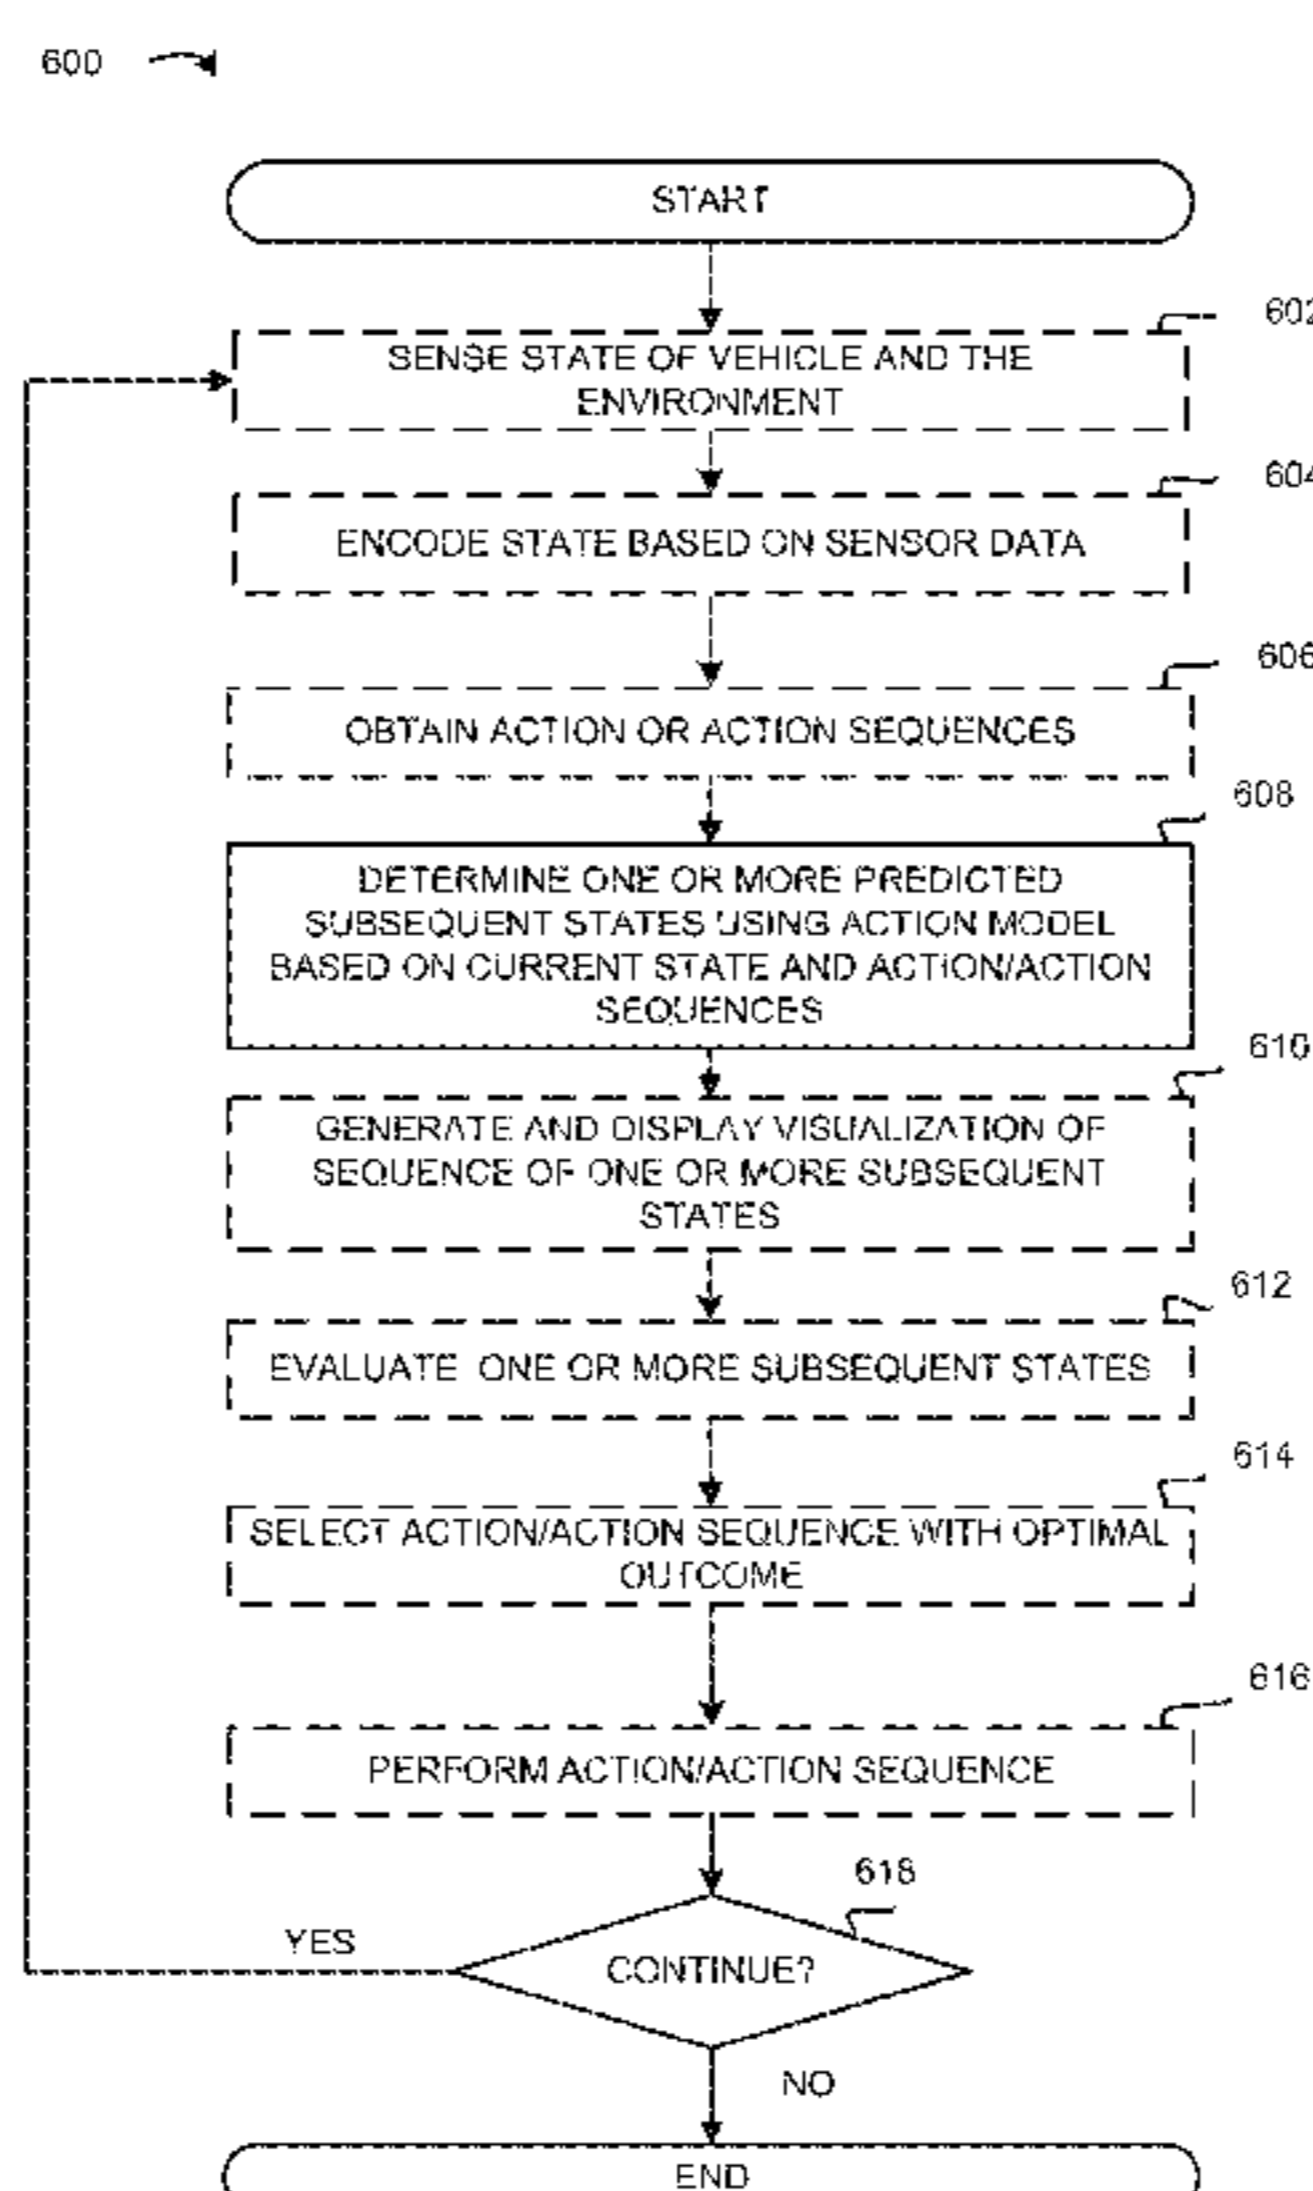 600
START
602
SENSE STATE OF VEHICLE AND THE
ENVIRONMENT
604
ENCODE STATE BASED ON SENSOR DATA
606
OBTAIN ACTION OR ACTION SEQUENCES
608
DETERMINE ONE OR MORE PREDICTED
SUBSEQUENT STATES USING ACTION MODEL
BASED ON CURRENT STATE AND ACTION/ACTION
SEQUENCES
610
GENERATE AND DISPLAY VISUALIZATION OF
SEQUENCE OF ONE OR MORE SUBSEQUENT
STATES
612
EVALUATE ONE OR MORE SUBSEQUENT STATES
614
SELECT ACTION/ACTION SEQUENCE WITH OPTIMAL
OUTCOME
616
PERFORM ACTION/ACTION SEQUENCE
618
YES
CONTINUE?
NO
END